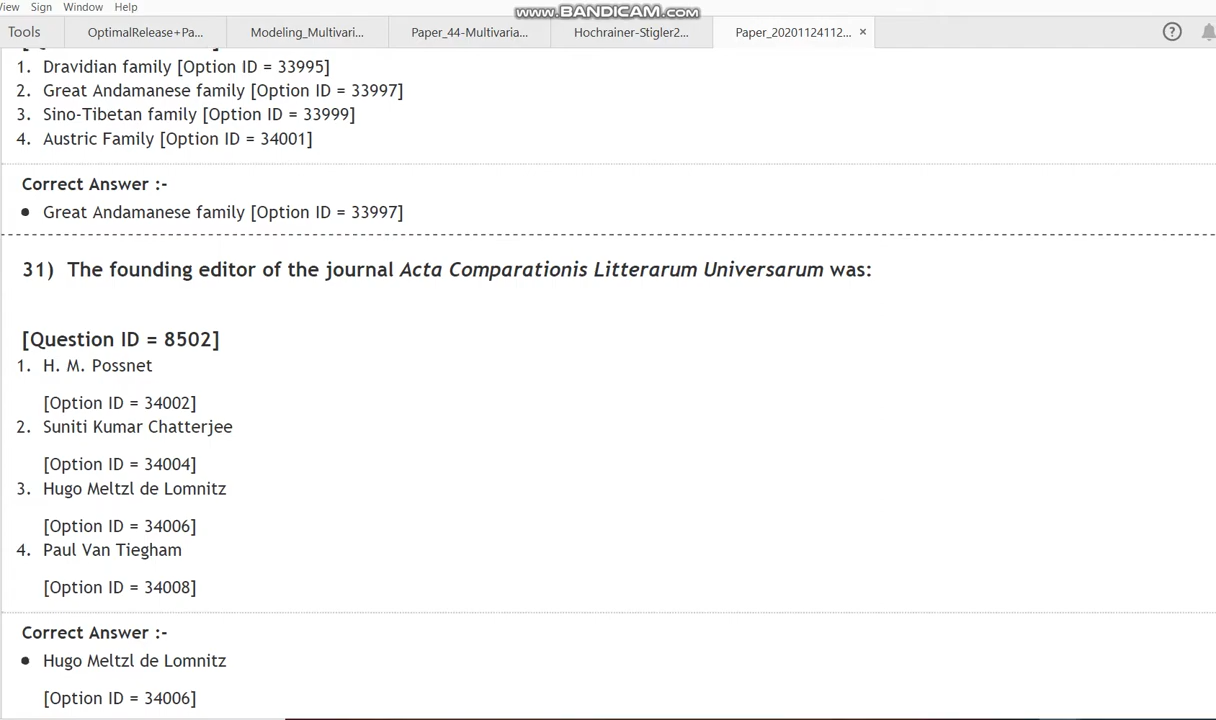 View Sign Window Help
www.BANDICAM.com
Tools OptimalRelease+Pa... Modeling_Multivari... Paper_44-Multivaria... Hochrainer-Stigler2... Paper_20201124112... ×
1. Dravidian family [Option ID = 33995]
2. Great Andamanese family [Option ID = 33997]
3. Sino-Tibetan family [Option ID = 33999]
4. Austric Family [Option ID = 34001]
Correct Answer :-
• Great Andamanese family [Option ID = 33997]
31) The founding editor of the journal Acta Comparationis Litterarum Universarum was:
[Question ID = 8502]
1. H. M. Possnet
[Option ID = 34002]
2. Suniti Kumar Chatterjee
[Option ID = 34004]
3. Hugo Meltzl de Lomnitz
[Option ID = 34006]
4. Paul Van Tiegham
[Option ID = 34008]
Correct Answer :-
• Hugo Meltzl de Lomnitz
[Option ID = 34006]